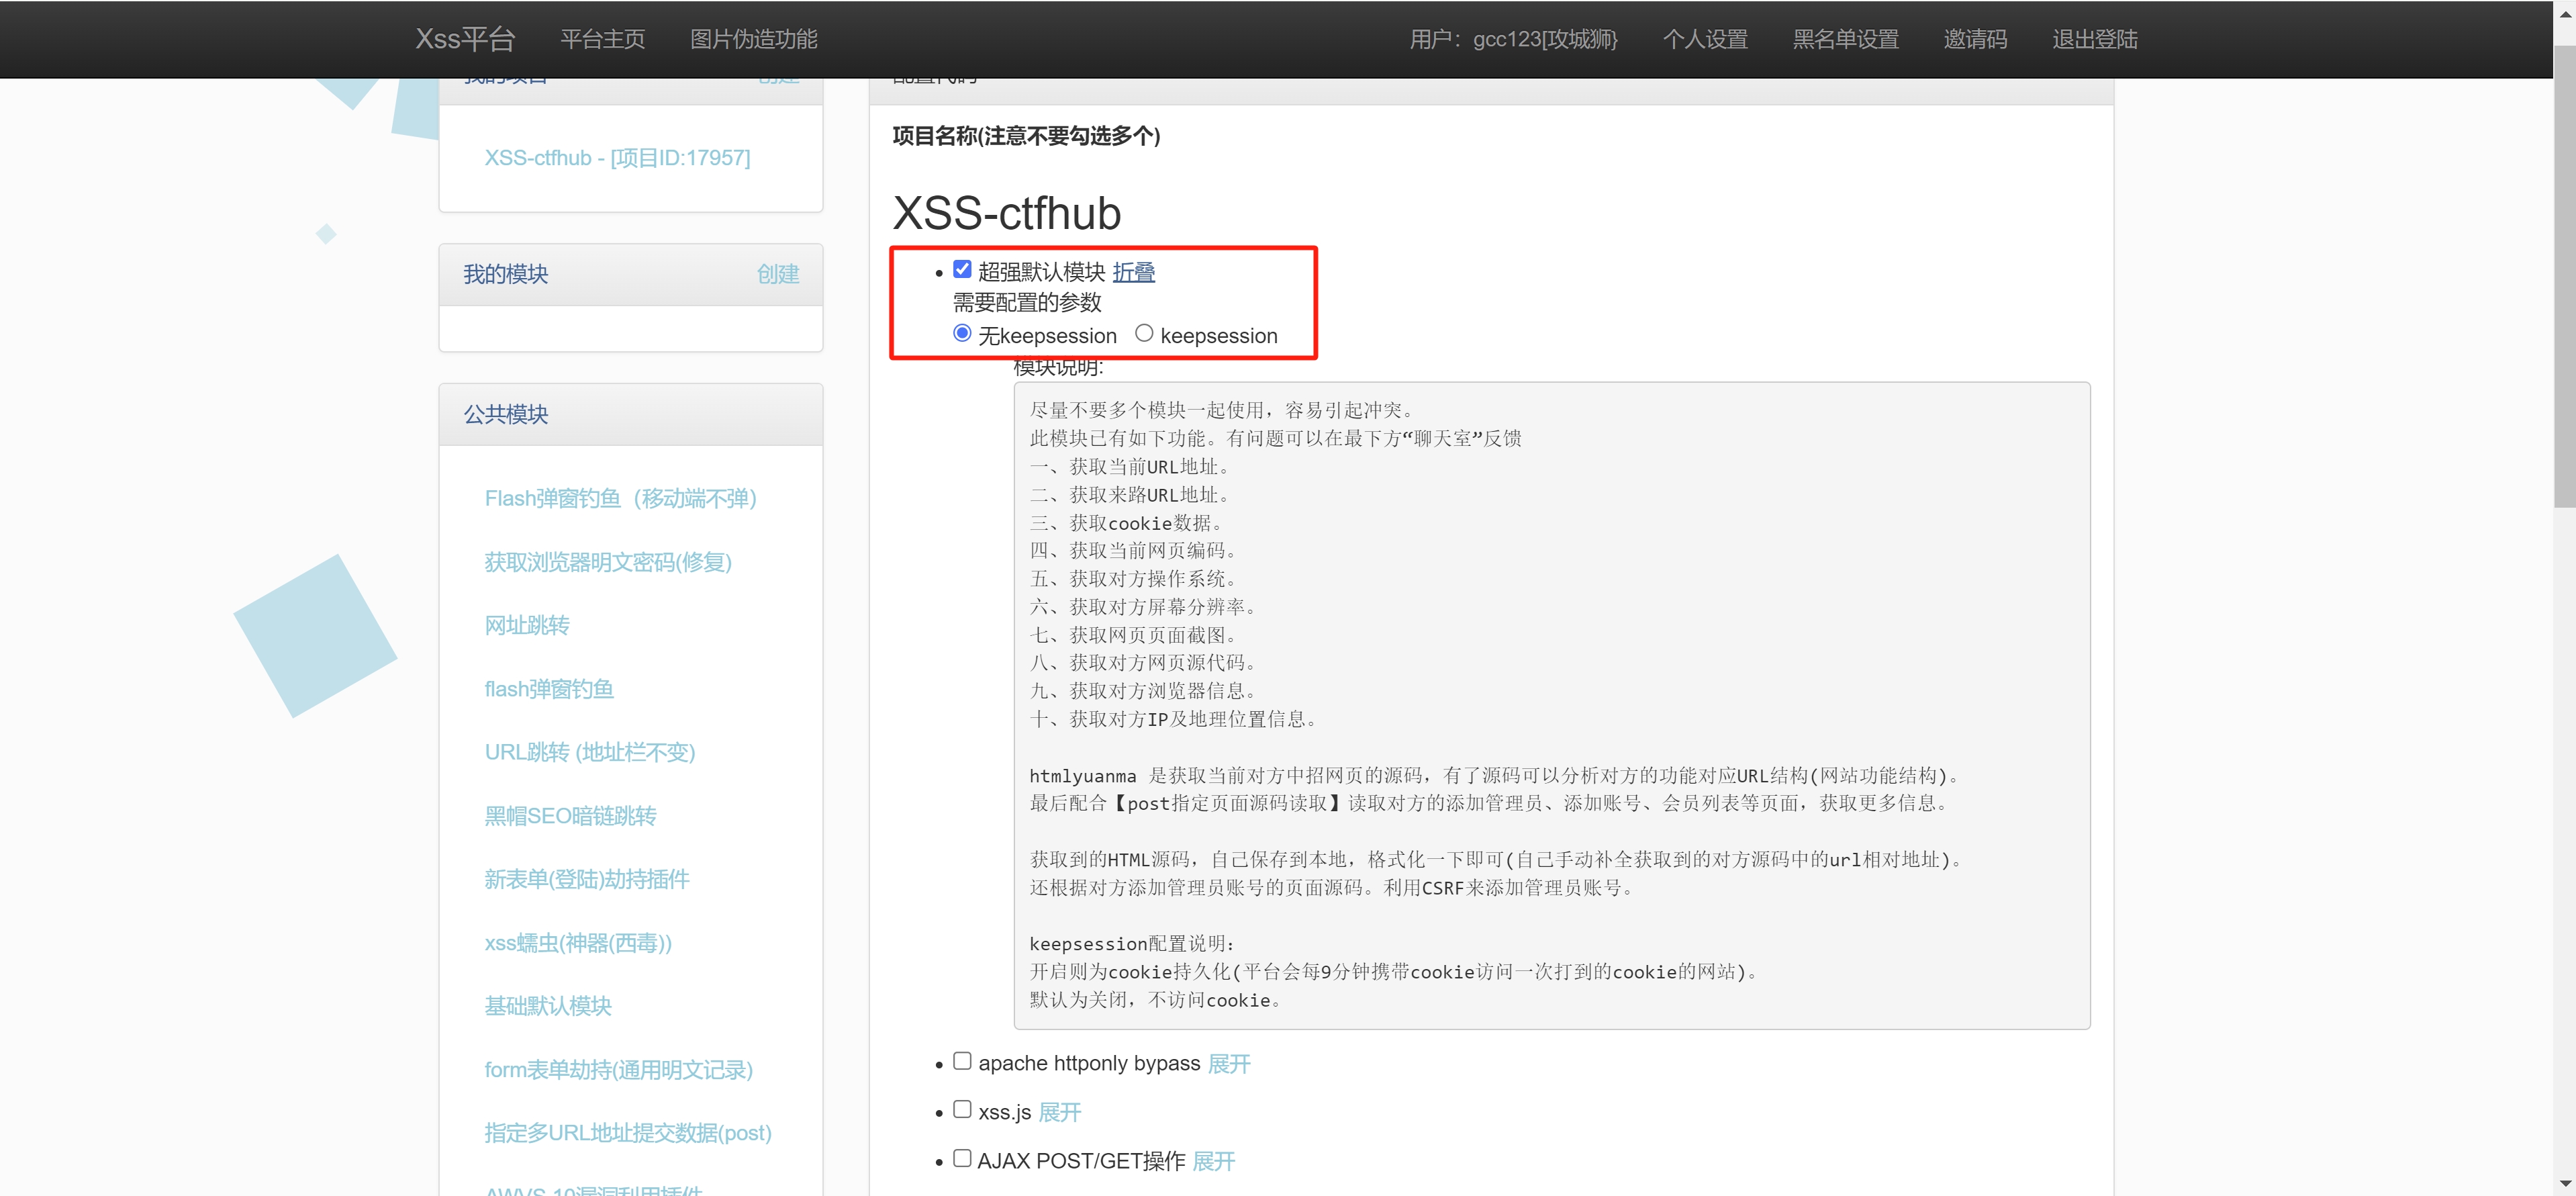 Xss平台 平台主页 图片伪造功能 用户：gcc123[攻城狮} 个人设置 黑名单设置 邀请码 退出登陆
我的项目 创建
XSS-ctfhub - [项目ID:17957]
我的模块 创建
公共模块
Flash弹窗钓鱼（移动端不弹）
获取浏览器明文密码(修复)
网址跳转
flash弹窗钓鱼
URL跳转 (地址栏不变)
黑帽SEO暗链跳转
新表单(登陆)劫持插件
xss蠕虫(神器(西毒))
基础默认模块
form表单劫持(通用明文记录)
指定多URL地址提交数据(post)
AWVS 10漏洞利用插件
配置代码
项目名称(注意不要勾选多个)
XSS-ctfhub
超强默认模块 折叠
需要配置的参数
无keepsession keepsession
模块说明:
尽量不要多个模块一起使用，容易引起冲突。
此模块已有如下功能。有问题可以在最下方“聊天室”反馈
一、获取当前URL地址。
二、获取来路URL地址。
三、获取cookie数据。
四、获取当前网页编码。
五、获取对方操作系统。
六、获取对方屏幕分辨率。
七、获取网页页面截图。
八、获取对方网页源代码。
九、获取对方浏览器信息。
十、获取对方IP及地理位置信息。
htmlyuanma 是获取当前对方中招网页的源码，有了源码可以分析对方的功能对应URL结构(网站功能结构)。
最后配合【post指定页面源码读取】读取对方的添加管理员、添加账号、会员列表等页面，获取更多信息。
获取到的HTML源码，自己保存到本地，格式化一下即可(自己手动补全获取到的对方源码中的url相对地址)。
还根据对方添加管理员账号的页面源码。利用CSRF来添加管理员账号。
keepsession配置说明:
开启则为cookie持久化(平台会每9分钟携带cookie访问一次打到的cookie的网站)。
默认为关闭，不访问cookie。
apache httponly bypass 展开
xss.js 展开
AJAX POST/GET操作 展开